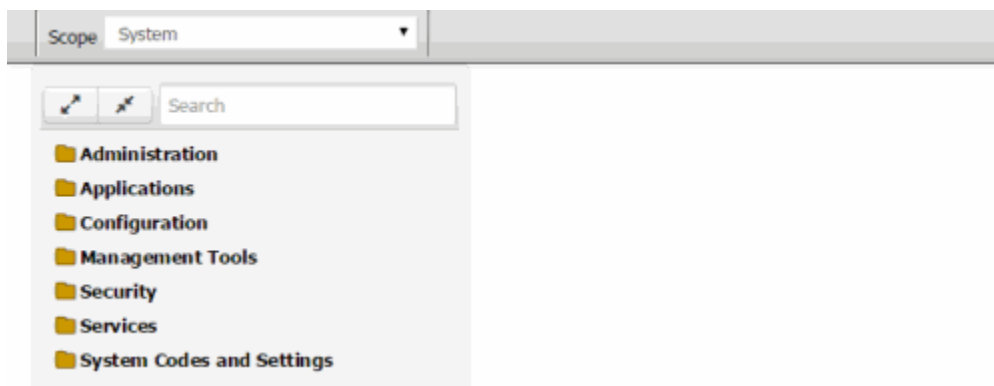 Scope System
Search
Administration
Applications
Configuration
Management Tools
Security
Services
System Codes and Settings